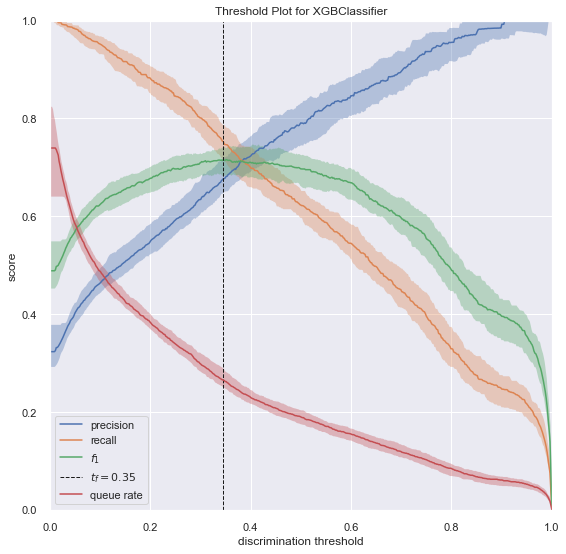 Threshold Plot for XGBClassifier
1.0
0.8
0.6
0.4
0.2
0.0
score
precision
recall
f1
tf = 0.35
queue rate
0.0 0.2 0.4 0.6 0.8 1.0
discrimination threshold